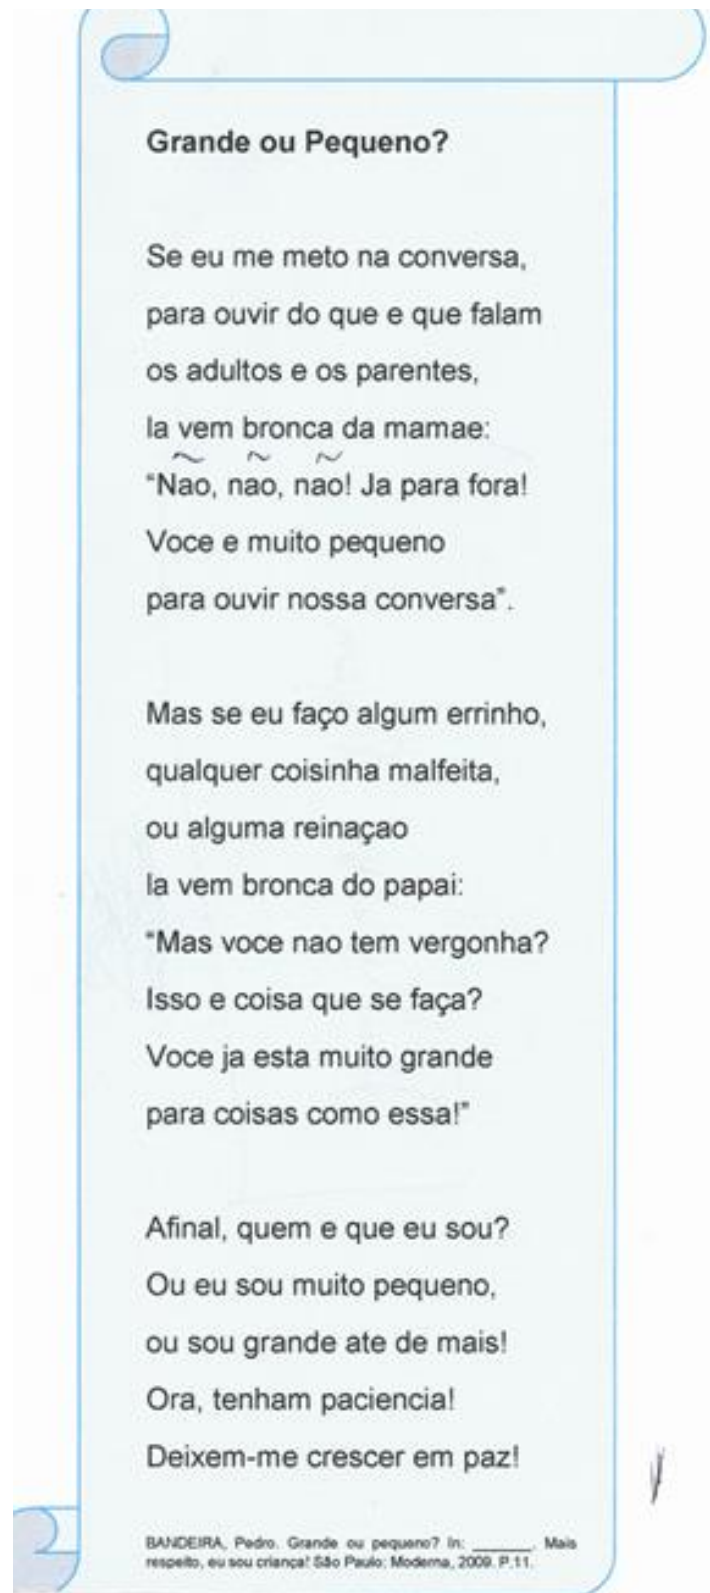 Grande ou Pequeno?
Se eu me meto na conversa,
para ouvir do que e que falam
os adultos e os parentes,
la vem bronca da mamae:
“Nao, nao, nao! Ja para fora!
Voce e muito pequeno
para ouvir nossa conversa”.
Mas se eu faço algum errinho,
qualquer coisinha malfeita,
ou alguma reinaçao
la vem bronca do papai:
“Mas voce nao tem vergonha?
Isso e coisa que se faça?
Voce ja esta muito grande
para coisas como essa!”
Afinal, quem e que eu sou?
Ou eu sou muito pequeno,
ou sou grande ate de mais!
Ora, tenham paciencia!
Deixem-me crescer em paz!
BANDEIRA, Pedro. Grande ou pequeno? In: _______. Mais
respeito, eu sou criança! São Paulo: Moderna, 2009. P.11.